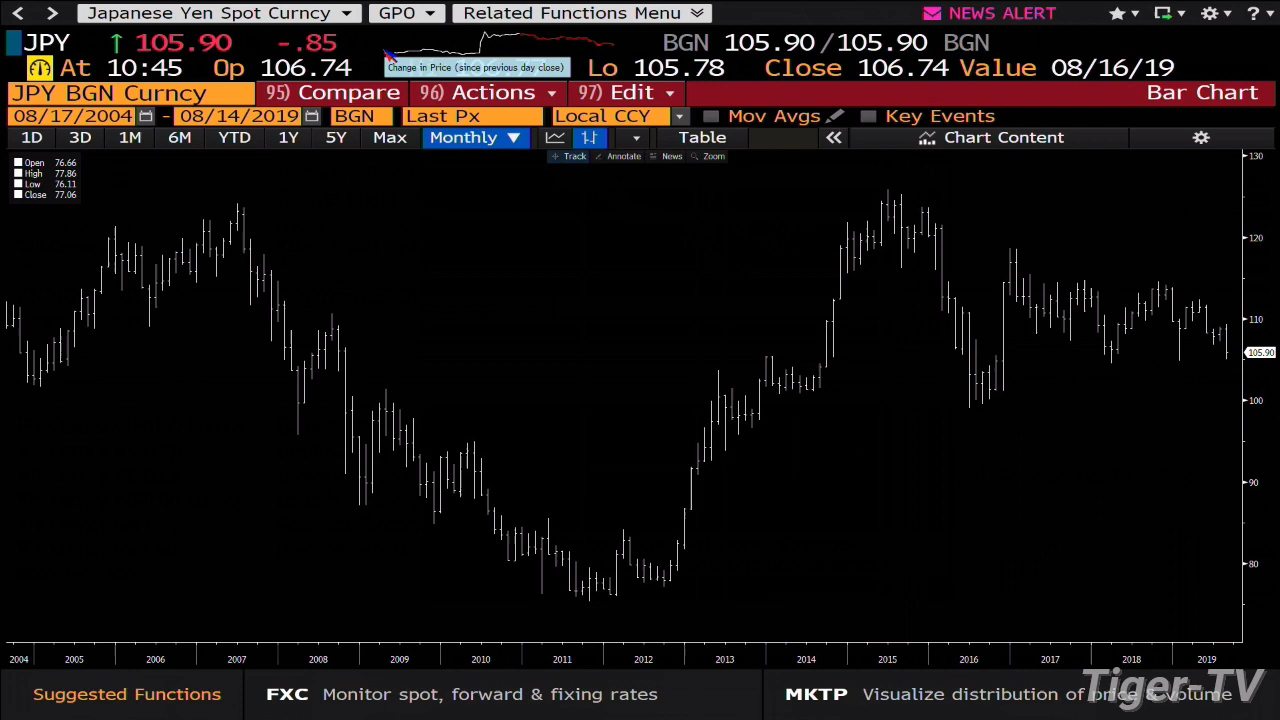 Japanese Yen Spot Curncy GPO Related Functions Menu NEWS ALERT ?
JPY 105.90 -.85 BGN 105.90/105.90 BGN
At 10:45 Op 106.74 Lo 105.78 Close 106.74 Value 08/16/19
Change in Price (since previous day close)
JPY BGN Curncy 95) Compare 96) Actions 97) Edit Bar Chart
08/17/2004 - 08/14/2019 BGN Last Px Local CCY Mov Avgs Key Events
1D 3D 1M 6M YTD 1Y 5Y Max Monthly Table Chart Content
Track Annotate News Zoom
Open 76.66
High 77.86
Low 76.11
Close 77.06
130
120
110
105.90
100
90
80
2004 2005 2006 2007 2008 2009 2010 2011 2012 2013 2014 2015 2016 2017 2018 2019
Suggested Functions FXC Monitor spot, forward & fixing rates MKTP Visualize distribution of price & volume
Tiger-TV